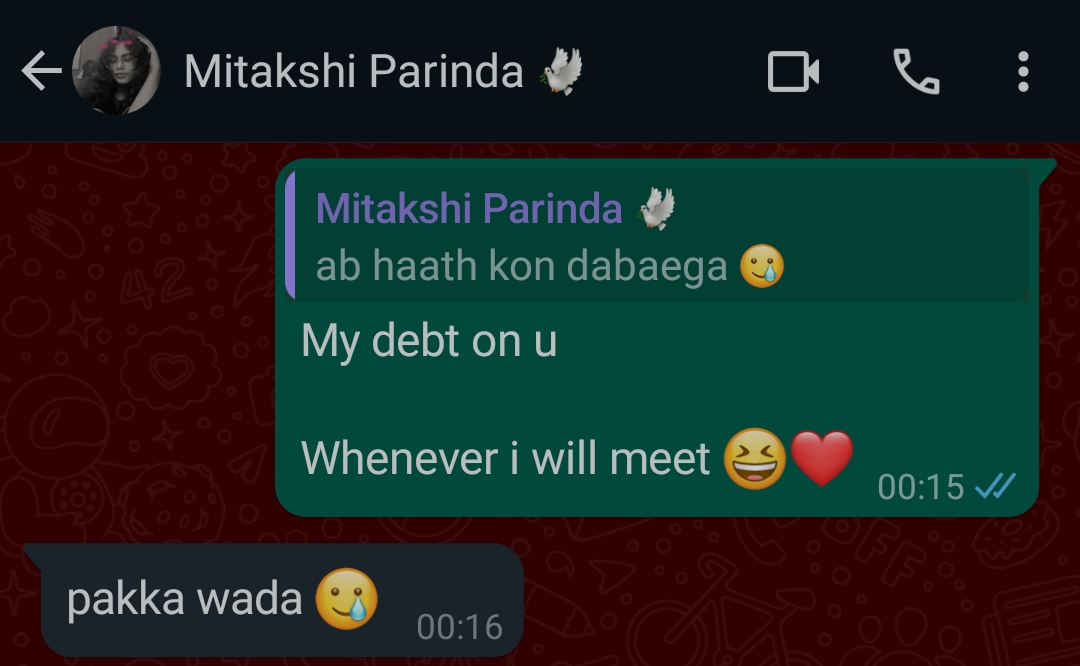 Mitakshi Parinda 🕊️
Mitakshi Parinda 🕊️
ab haath kon dabaega 🥲
My debt on u
Whenever i will meet 😆❤️
00:15
pakka wada 🥲
00:16